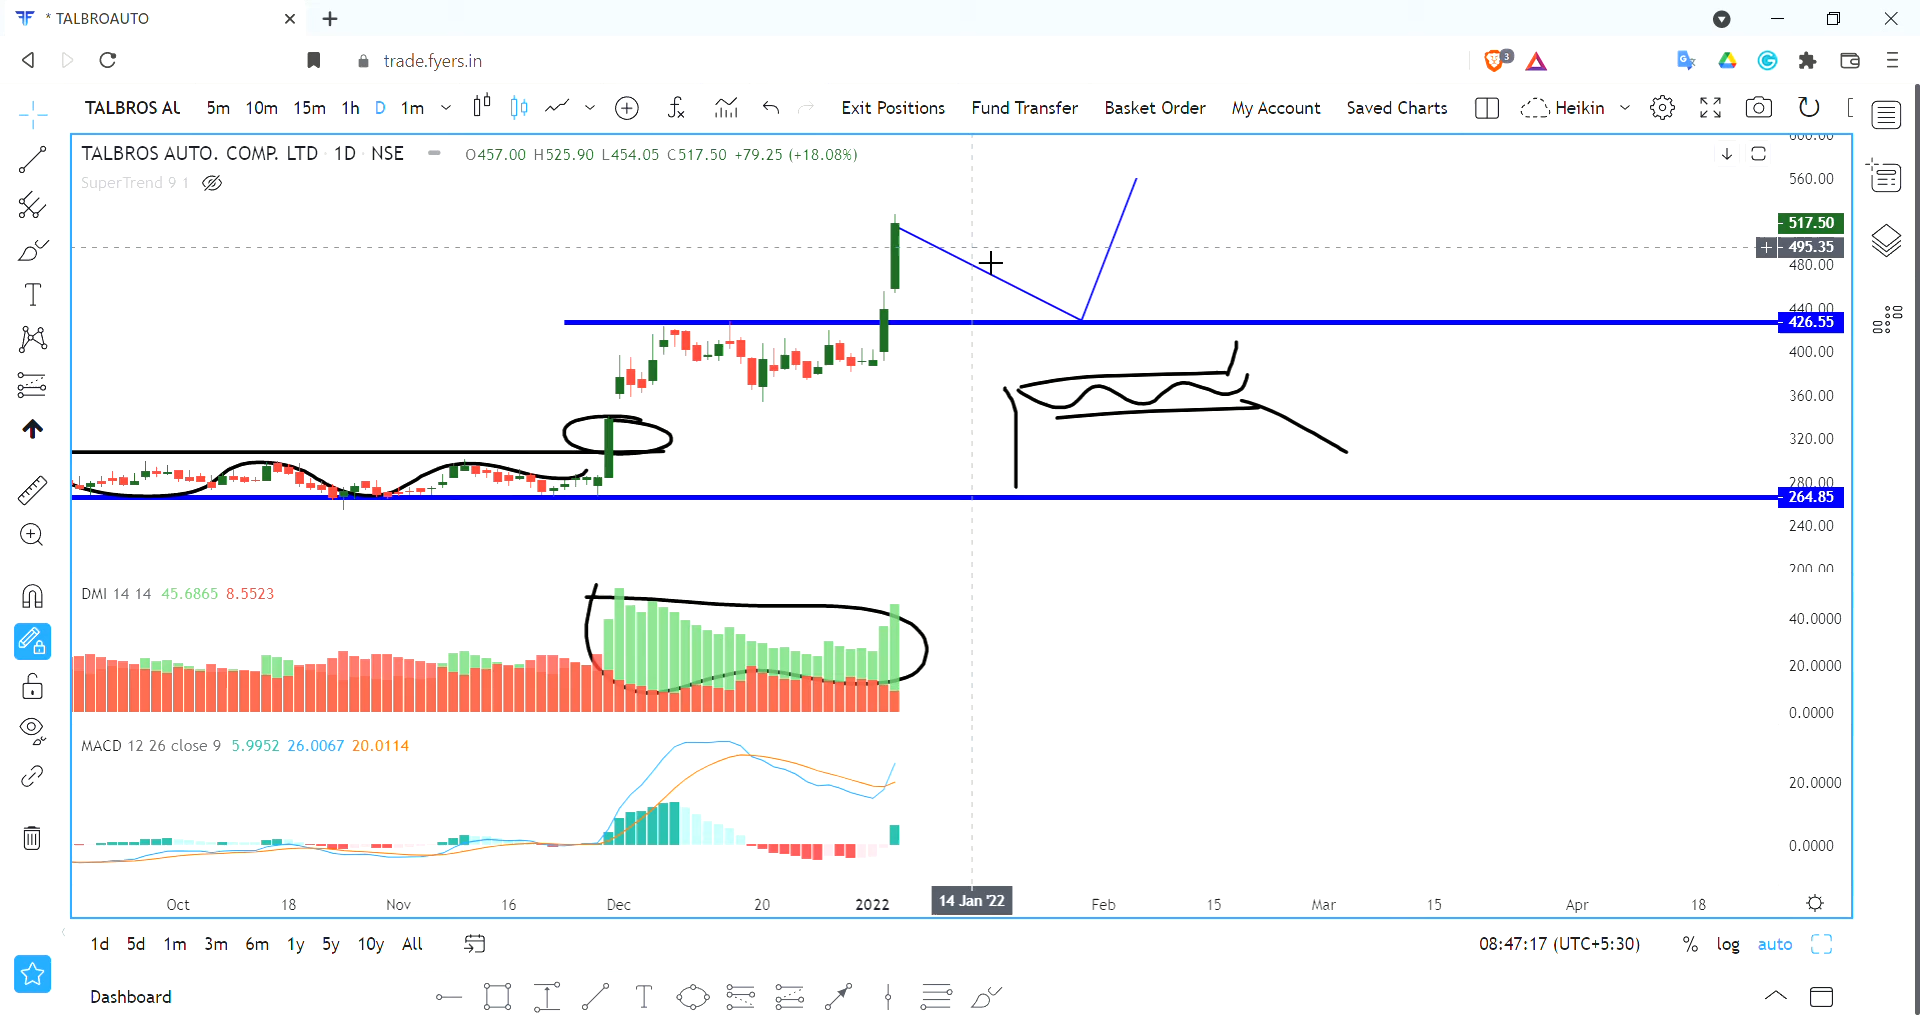 * TALBROAUTO
trade.fyers.in
3
TALBROS AU 5m 10m 15m 1h D 1m Exit Positions Fund Transfer Basket Order My Account Saved Charts Heikin
TALBROS AUTO. COMP. LTD 1D NSE O457.00 H525.90 L454.05 C517.50 +79.25 (+18.08%)
SuperTrend 9 1
600.00
560.00
517.50
495.35
480.00
440.00
426.55
400.00
360.00
320.00
280.00
264.85
240.00
200.00
DMI 14 14 45.6865 8.5523
40.0000
20.0000
0.0000
MACD 12 26 close 9 5.9952 26.0067 20.0114
20.0000
0.0000
Oct 18 Nov 16 Dec 20 2022 14 Jan '22 Feb 15 Mar 15 Apr 18
1d 5d 1m 3m 6m 1y 5y 10y All 08:47:17 (UTC+5:30) % log auto
Dashboard